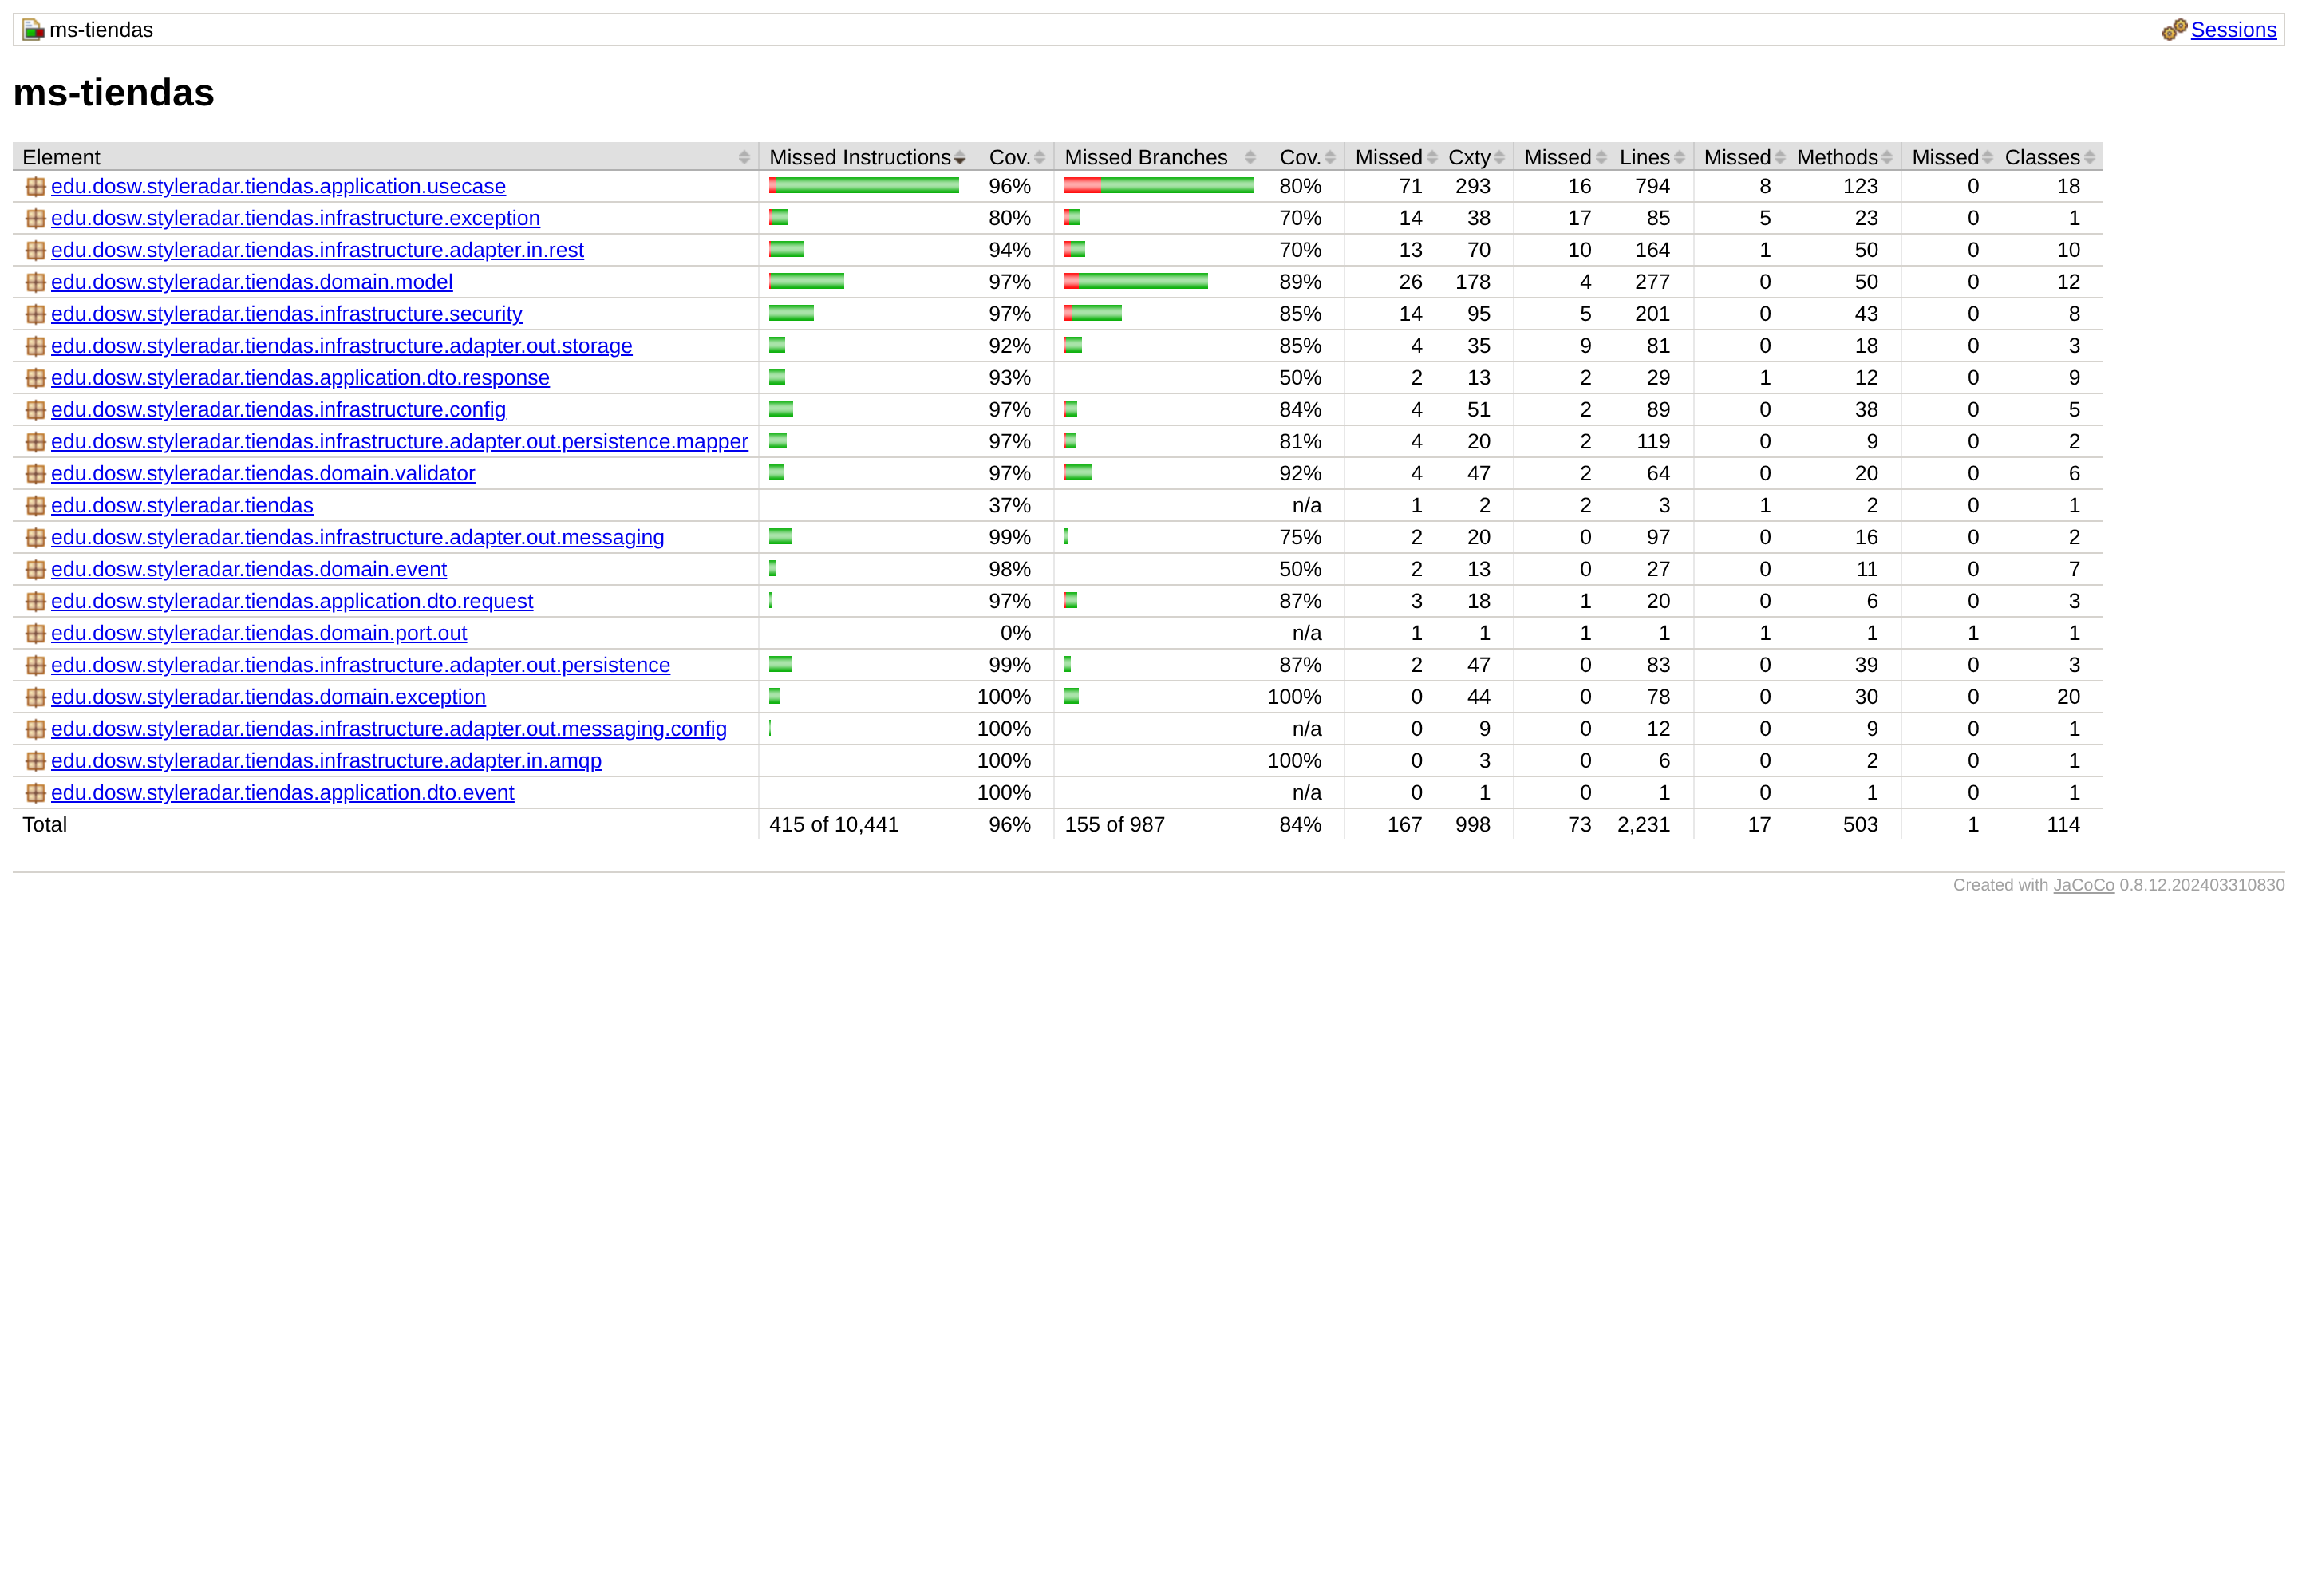 ms-tiendas Sessions
ms-tiendas
Element Missed Instructions Cov. Missed Branches Cov. Missed Cxty Missed Lines Missed Methods Missed Classes
edu.dosw.styleradar.tiendas.application.usecase 96% 80% 71 293 16 794 8 123 0 18
edu.dosw.styleradar.tiendas.infrastructure.exception 80% 70% 14 38 17 85 5 23 0 1
edu.dosw.styleradar.tiendas.infrastructure.adapter.in.rest 94% 70% 13 70 10 164 1 50 0 10
edu.dosw.styleradar.tiendas.domain.model 97% 89% 26 178 4 277 0 50 0 12
edu.dosw.styleradar.tiendas.infrastructure.security 97% 85% 14 95 5 201 0 43 0 8
edu.dosw.styleradar.tiendas.infrastructure.adapter.out.storage 92% 85% 4 35 9 81 0 18 0 3
edu.dosw.styleradar.tiendas.application.dto.response 93% 50% 2 13 2 29 1 12 0 9
edu.dosw.styleradar.tiendas.infrastructure.config 97% 84% 4 51 2 89 0 38 0 5
edu.dosw.styleradar.tiendas.infrastructure.adapter.out.persistence.mapper 97% 81% 4 20 2 119 0 9 0 2
edu.dosw.styleradar.tiendas.domain.validator 97% 92% 4 47 2 64 0 20 0 6
edu.dosw.styleradar.tiendas 37% n/a 1 2 2 3 1 2 0 1
edu.dosw.styleradar.tiendas.infrastructure.adapter.out.messaging 99% 75% 2 20 0 97 0 16 0 2
edu.dosw.styleradar.tiendas.domain.event 98% 50% 2 13 0 27 0 11 0 7
edu.dosw.styleradar.tiendas.application.dto.request 97% 87% 3 18 1 20 0 6 0 3
edu.dosw.styleradar.tiendas.domain.port.out 0% n/a 1 1 1 1 1 1 1 1
edu.dosw.styleradar.tiendas.infrastructure.adapter.out.persistence 99% 87% 2 47 0 83 0 39 0 3
edu.dosw.styleradar.tiendas.domain.exception 100% 100% 0 44 0 78 0 30 0 20
edu.dosw.styleradar.tiendas.infrastructure.adapter.out.messaging.config 100% n/a 0 9 0 12 0 9 0 1
edu.dosw.styleradar.tiendas.infrastructure.adapter.in.amqp 100% 100% 0 3 0 6 0 2 0 1
edu.dosw.styleradar.tiendas.application.dto.event 100% n/a 0 1 0 1 0 1 0 1
Total 415 of 10,441 96% 155 of 987 84% 167 998 73 2,231 17 503 1 114
Created with JaCoCo 0.8.12.202403310830